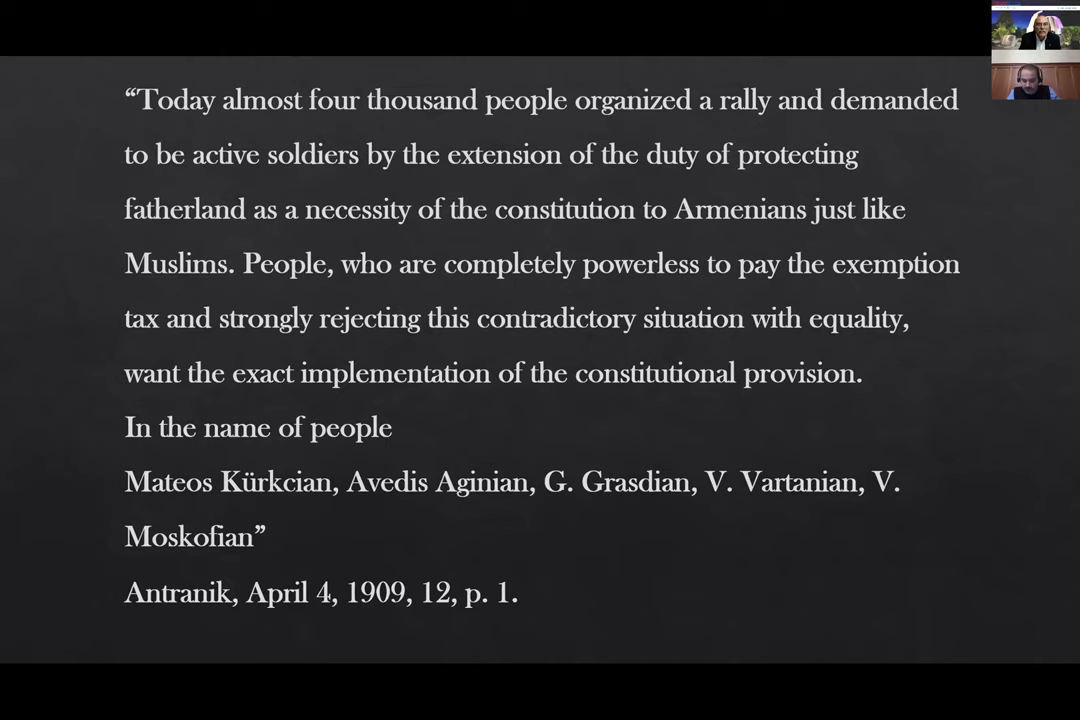 “Today almost four thousand people organized a rally and demanded
to be active soldiers by the extension of the duty of protecting
fatherland as a necessity of the constitution to Armenians just like
Muslims. People, who are completely powerless to pay the exemption
tax and strongly rejecting this contradictory situation with equality,
want the exact implementation of the constitutional provision.
In the name of people
Mateos Kürkcian, Avedis Aginian, G. Grasdian, V. Vartanian, V.
Moskofian”
Antranik, April 4, 1909, 12, p. 1.